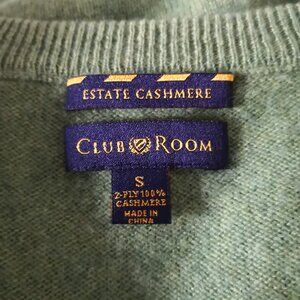 ESTATE CASHMERE
CLUB ROOM
S
2-PLY 100%
CASHMERE
MADE IN
CHINA